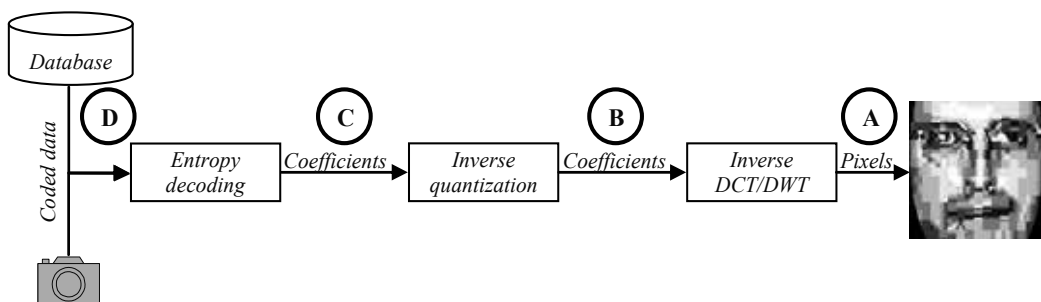 Database
Coded data
D
Entropy
decoding
C
Coefficients
Inverse
quantization
B
Coefficients
Inverse
DCT/DWT
A
Pixels